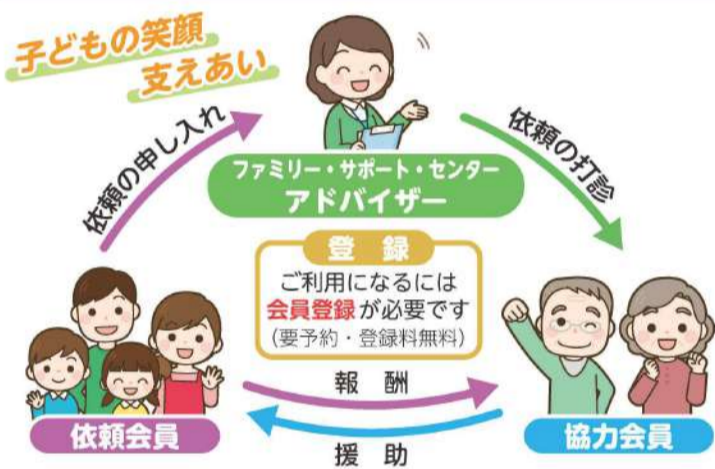 子どもの笑顔
支えあい
依頼の申し入れ
依頼の打診
ファミリー・サポート・センター
アドバイザー
登 録
ご利用になるには
会員登録が必要です
(要予約・登録料無料)
報 酬
援 助
依頼会員
協力会員